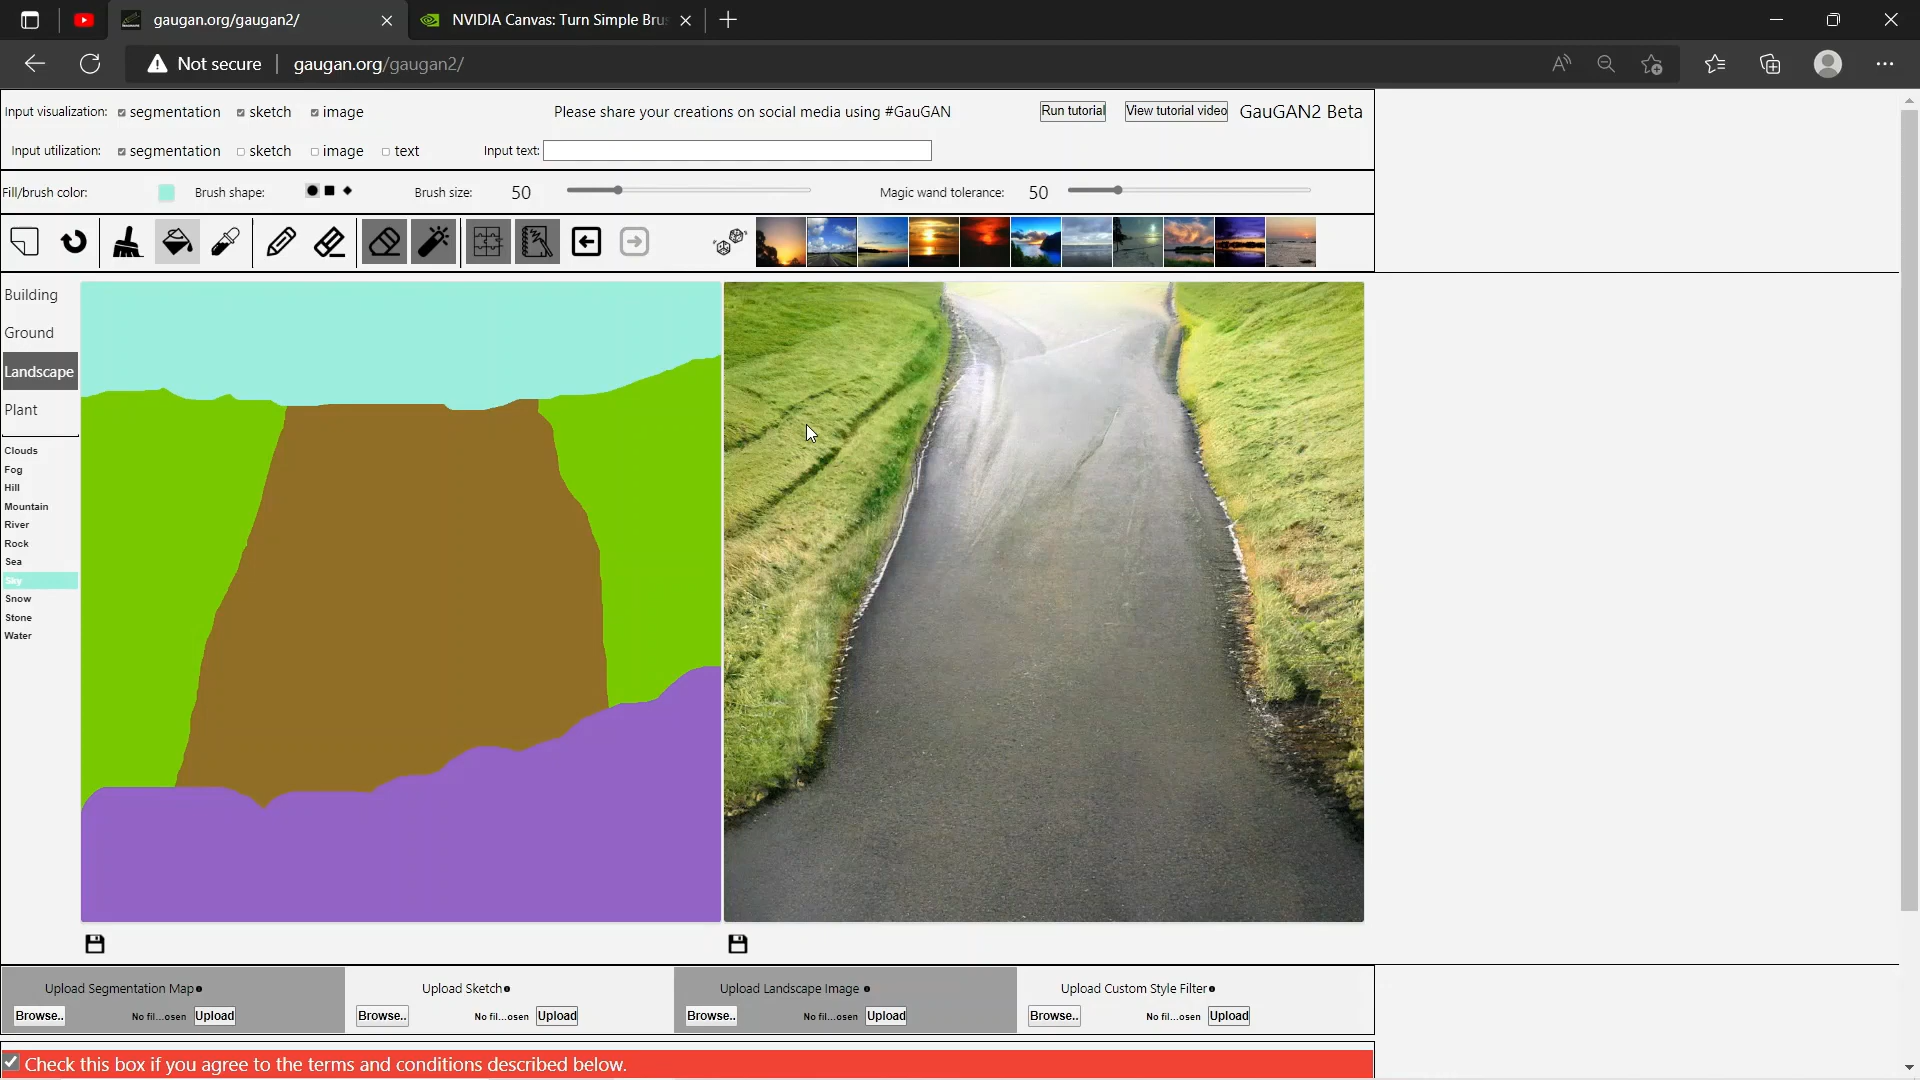 gaugan.org/gaugan2/
NVIDIA Canvas: Turn Simple Brus
Not secure gaugan.org/gaugan2/
Input visualization: segmentation sketch image Please share your creations on social media using #GauGAN Run tutorial View tutorial video GauGAN2 Beta
Input utilization: segmentation sketch image text Input text:
Fill/brush color: Brush shape: Brush size: 50 Magic wand tolerance: 50
Building
Ground
Landscape
Plant
Clouds
Fog
Hill
Mountain
River
Rock
Sea
Sky
Snow
Stone
Water
Upload Segmentation Map Upload Sketch Upload Landscape Image Upload Custom Style Filter
Browse.. No fil...osen Upload Browse.. No fil...osen Upload Browse.. No fil...osen Upload Browse.. No fil...osen Upload
Check this box if you agree to the terms and conditions described below.